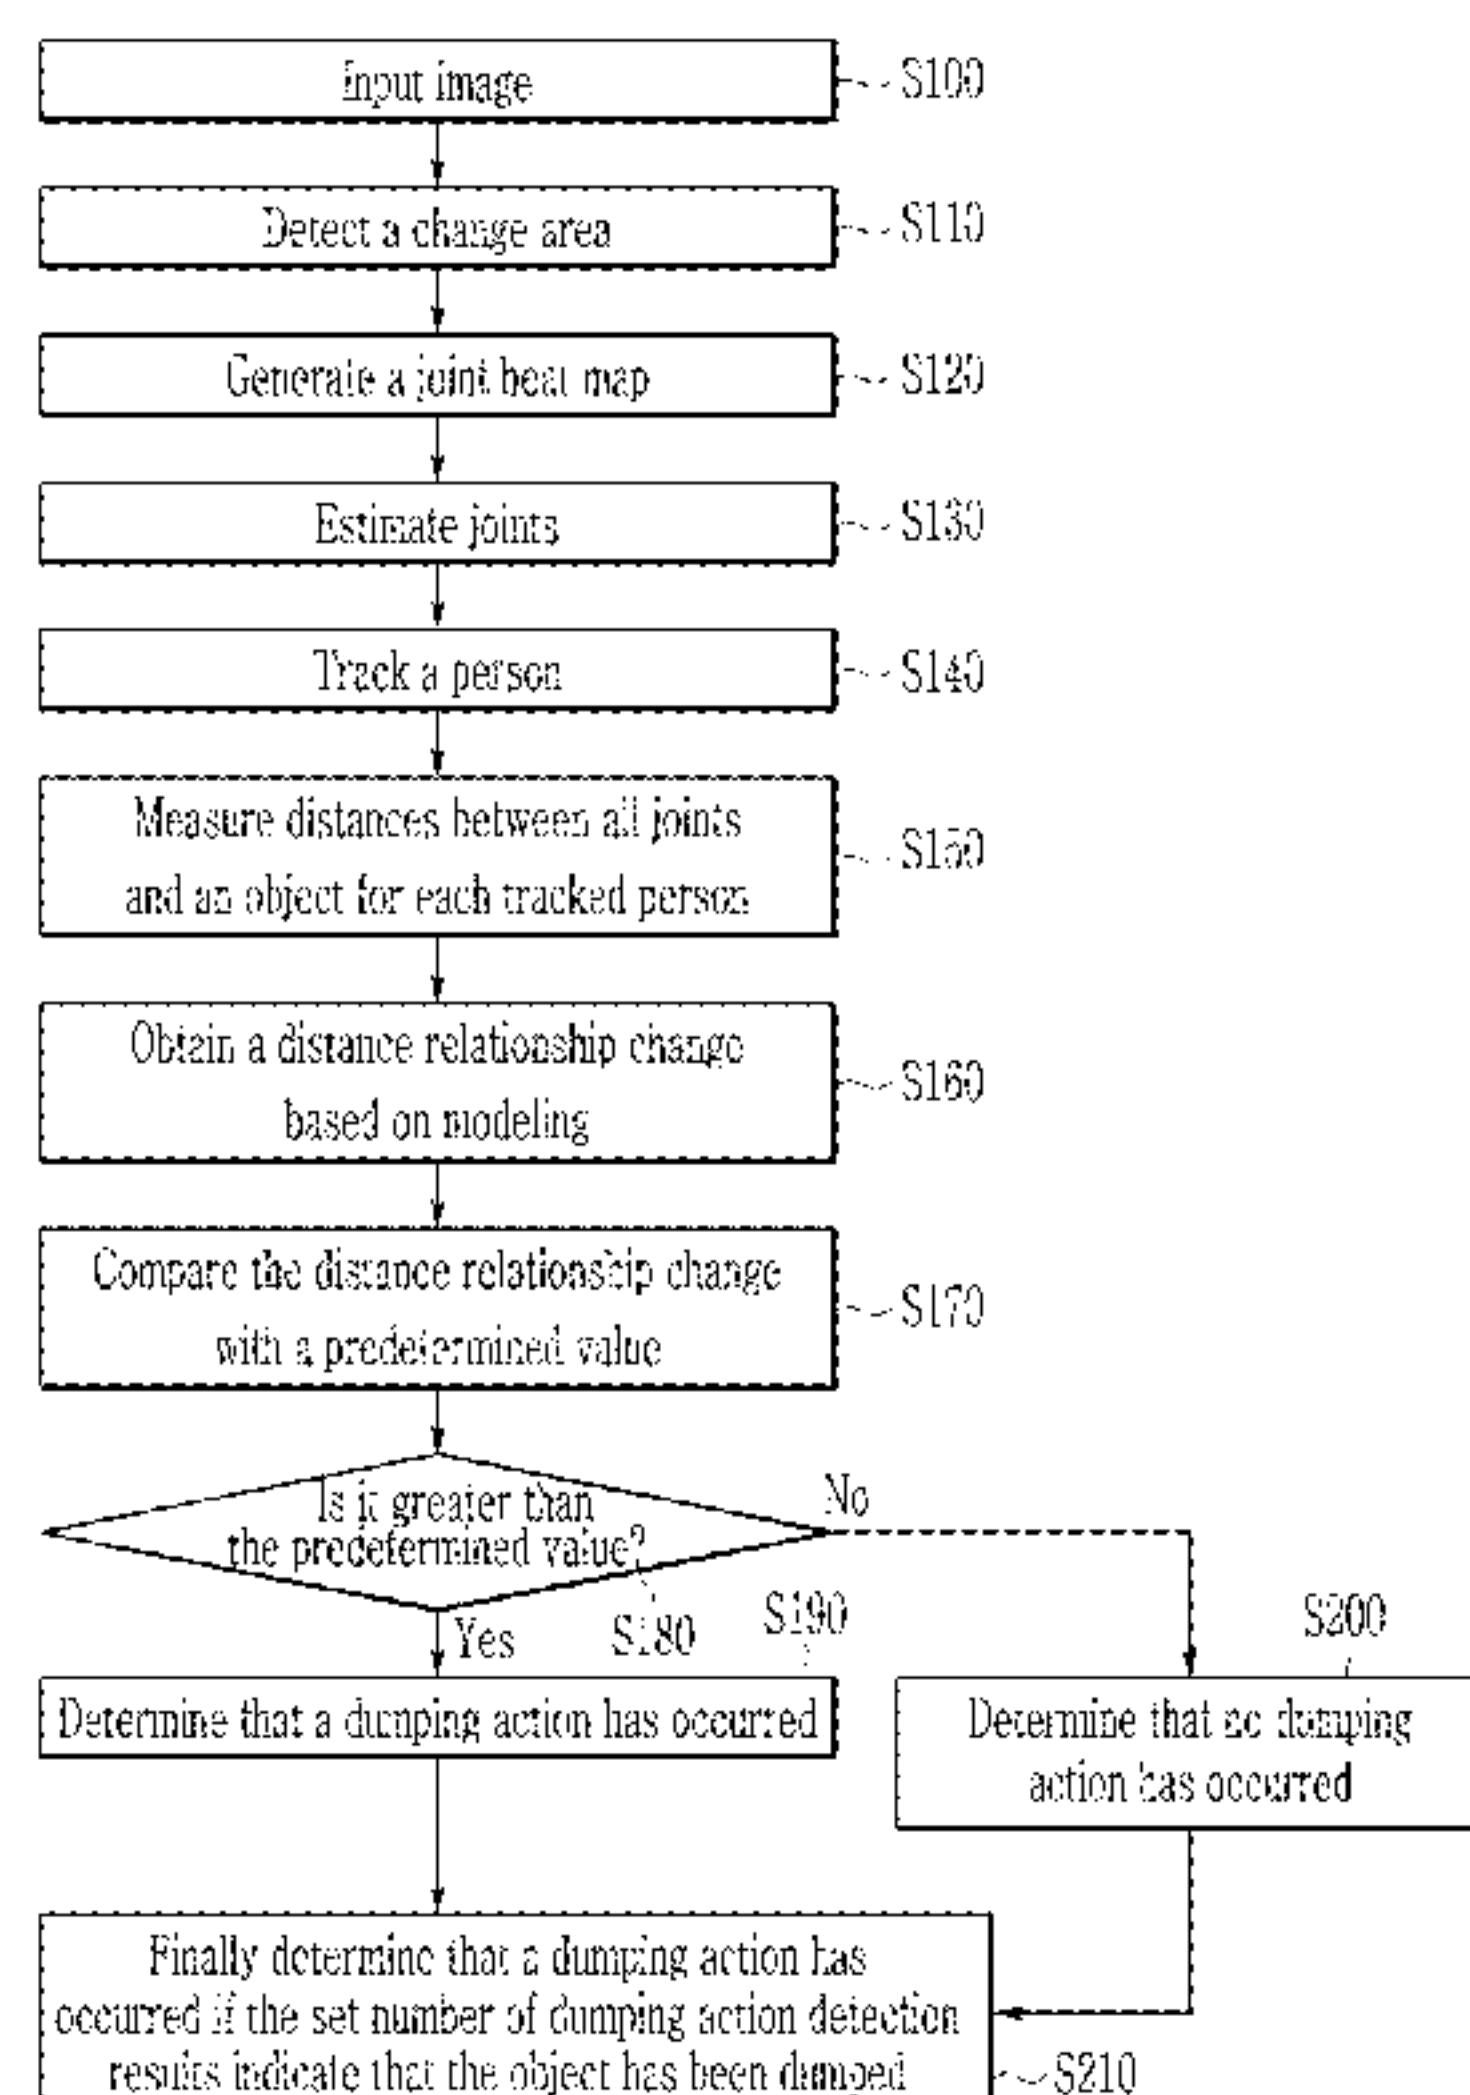 Input image
S100
Detect a change area
S110
Generate a joint heat map
S120
Estimate joints
S130
Track a person
S140
Measure distances between all joints
and an object for each tracked person
S150
Obtain a distance relationship change
based on modeling
S160
Compare the distance relationship change
with a predetermined value
S170
Is it greater than
the predetermined value?
No
Yes
S180
S190
S200
Determine that a dumping action has occurred
Determine that no dumping
action has occurred
Finally determine that a dumping action has
occurred if the set number of dumping action detection
results indicate that the object has been dumped
S210